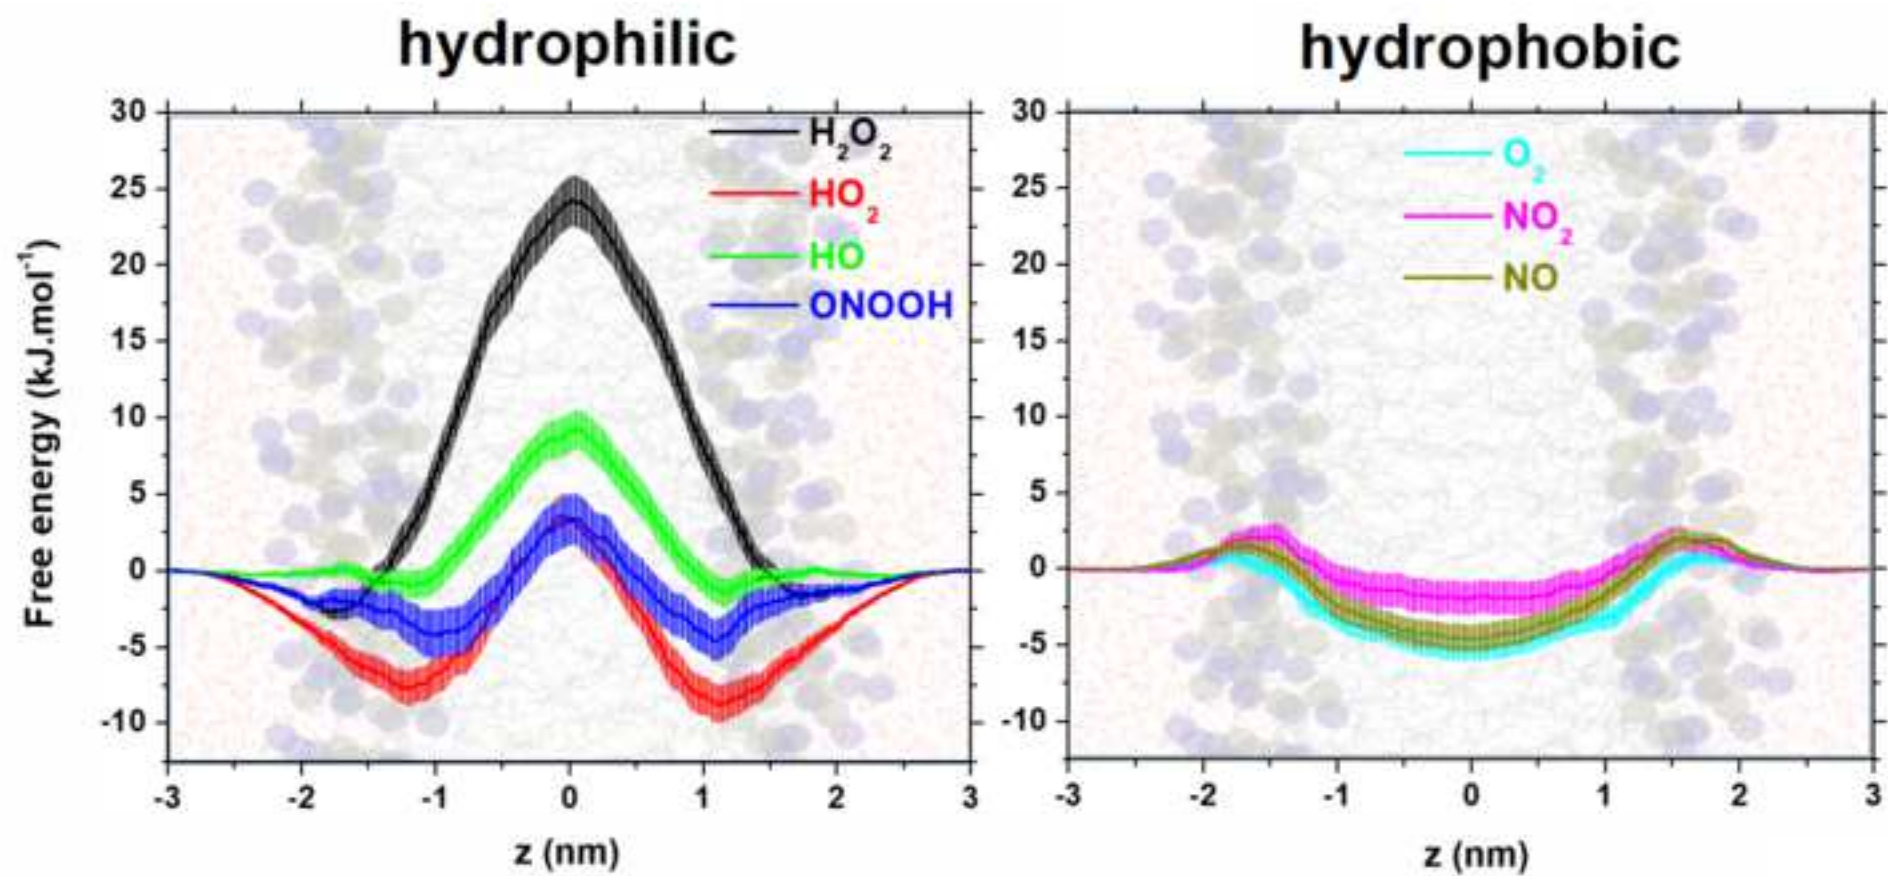 hydrophilic
hydrophobic
Free energy (kJ.mol⁻¹)
30
25
20
15
10
5
0
-5
-10
H₂O₂
HO₂
HO
ONOOH
-3 -2 -1 0 1 2 3
z (nm)
30
25
20
15
10
5
0
-5
-10
O₂
NO₂
NO
-3 -2 -1 0 1 2 3
z (nm)